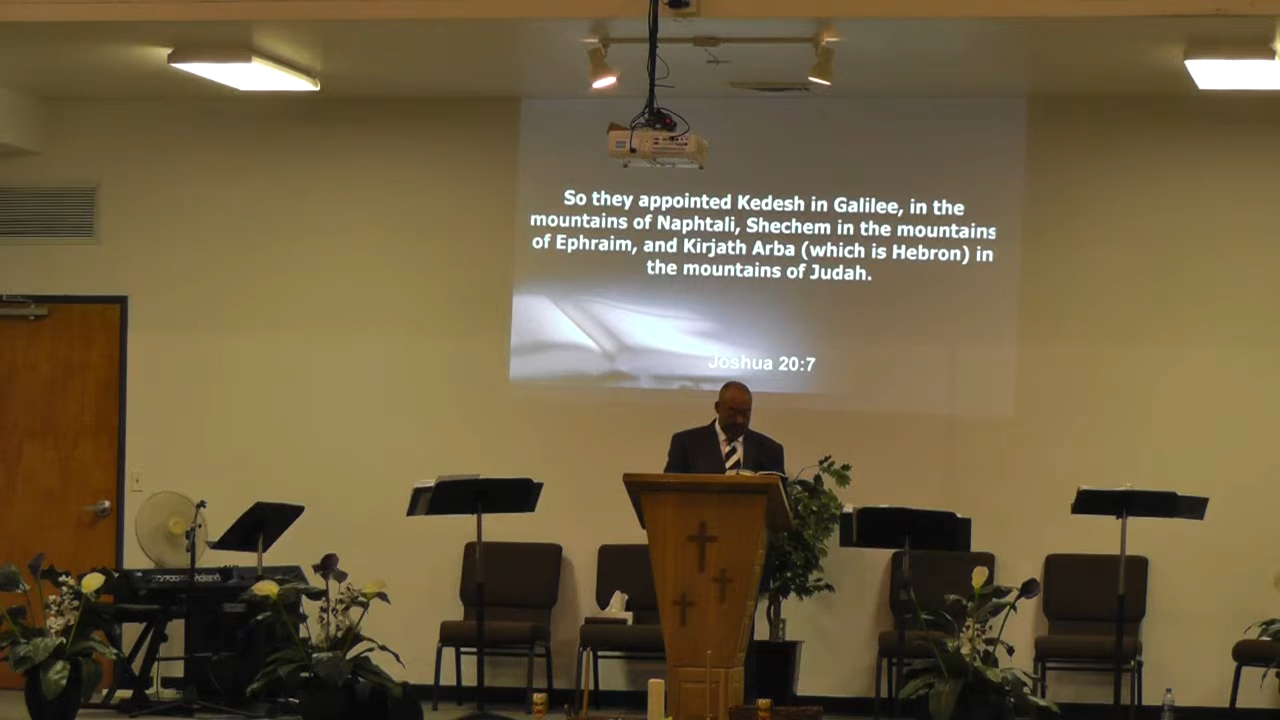 So they appointed Kedesh in Galilee, in the
mountains of Naphtali, Shechem in the mountains
of Ephraim, and Kirjath Arba (which is Hebron) in
the mountains of Judah.
Joshua 20:7
Roland